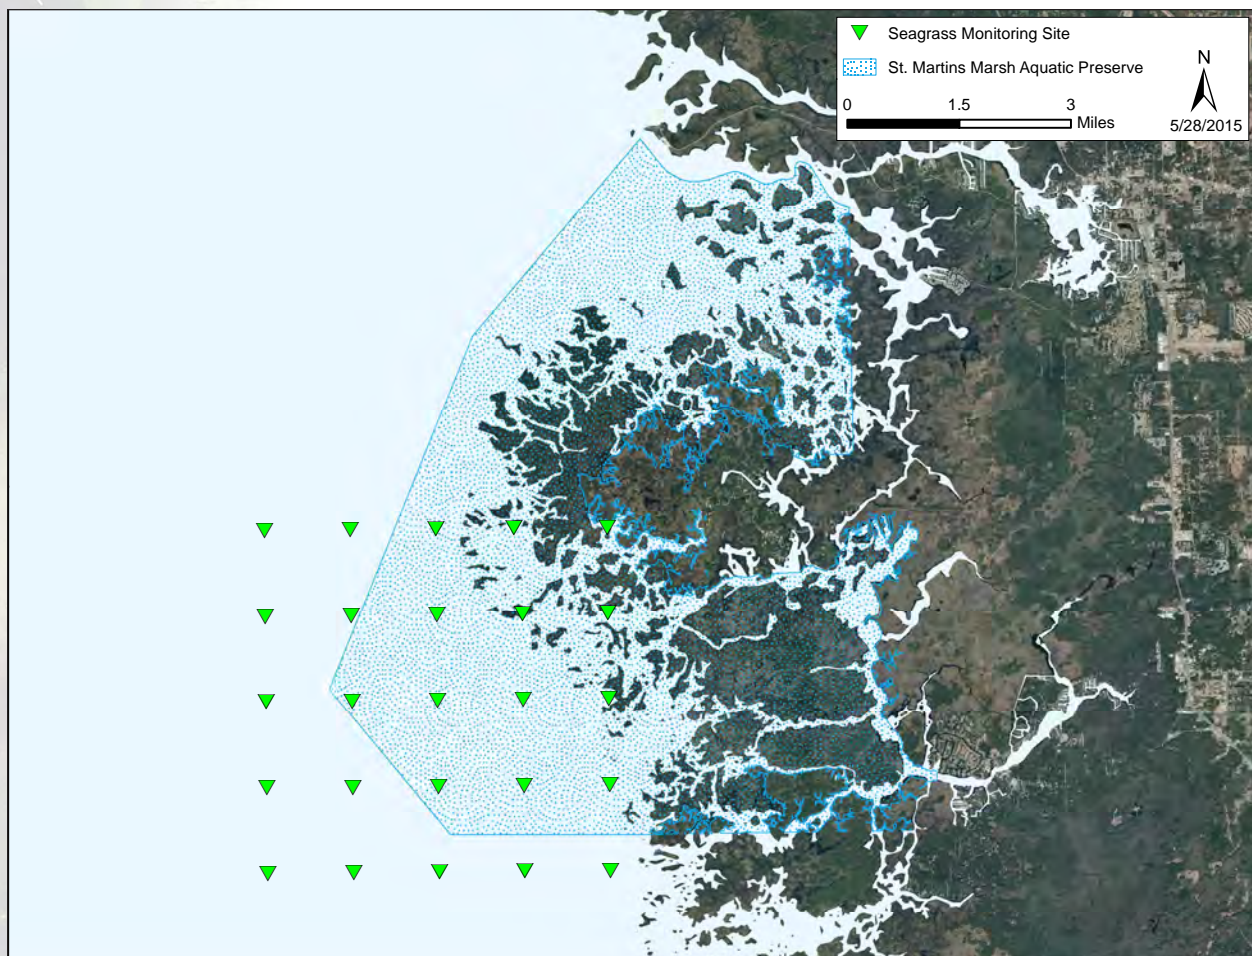 Seagrass Monitoring Site
St. Martins Marsh Aquatic Preserve
N
0 1.5 3
Miles
5/28/2015